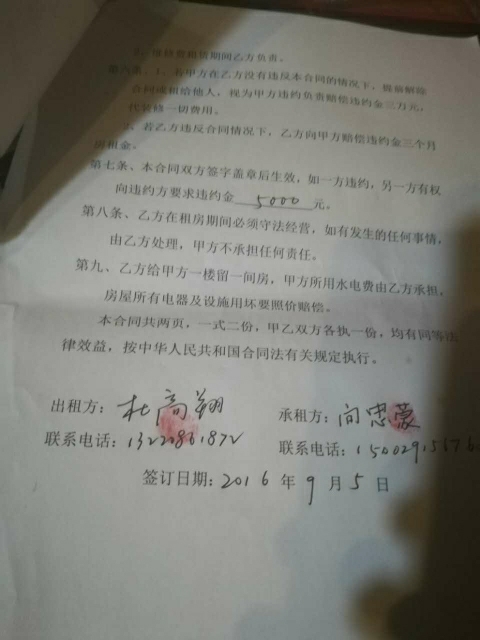 2、维修费租赁期间乙方负责。
第六条、1、若甲方在乙方没有违反本合同的情况下，提前解除
合同或租给他人，视为甲方违约负责赔偿违约金三万元，
代装修一切费用。
、若乙方违反合同情况下，乙方向甲方赔偿违约金三个月
房租金。
第七条、本合同双方签字盖章后生效，如一方违约，另一方有权
向违约方要求违约金 5000 元。
第八条、乙方在租房期间必须守法经营，如有发生的任何事情，
由乙方处理，甲方不承担任何责任。
第九、乙方给甲方一楼留一间房，甲方所用水电费由乙方承担，
房屋所有电器及设施用坏要照价赔偿。
本合同共两页，一式二份，甲乙双方各执一份，均有同等法
律效益，按中华人民共和国合同法有关规定执行。
出租方：杜高翔 承租方：向忠
联系电话：13220861872 联系电话：150029155760
签订日期：2016 年 9 月 5 日